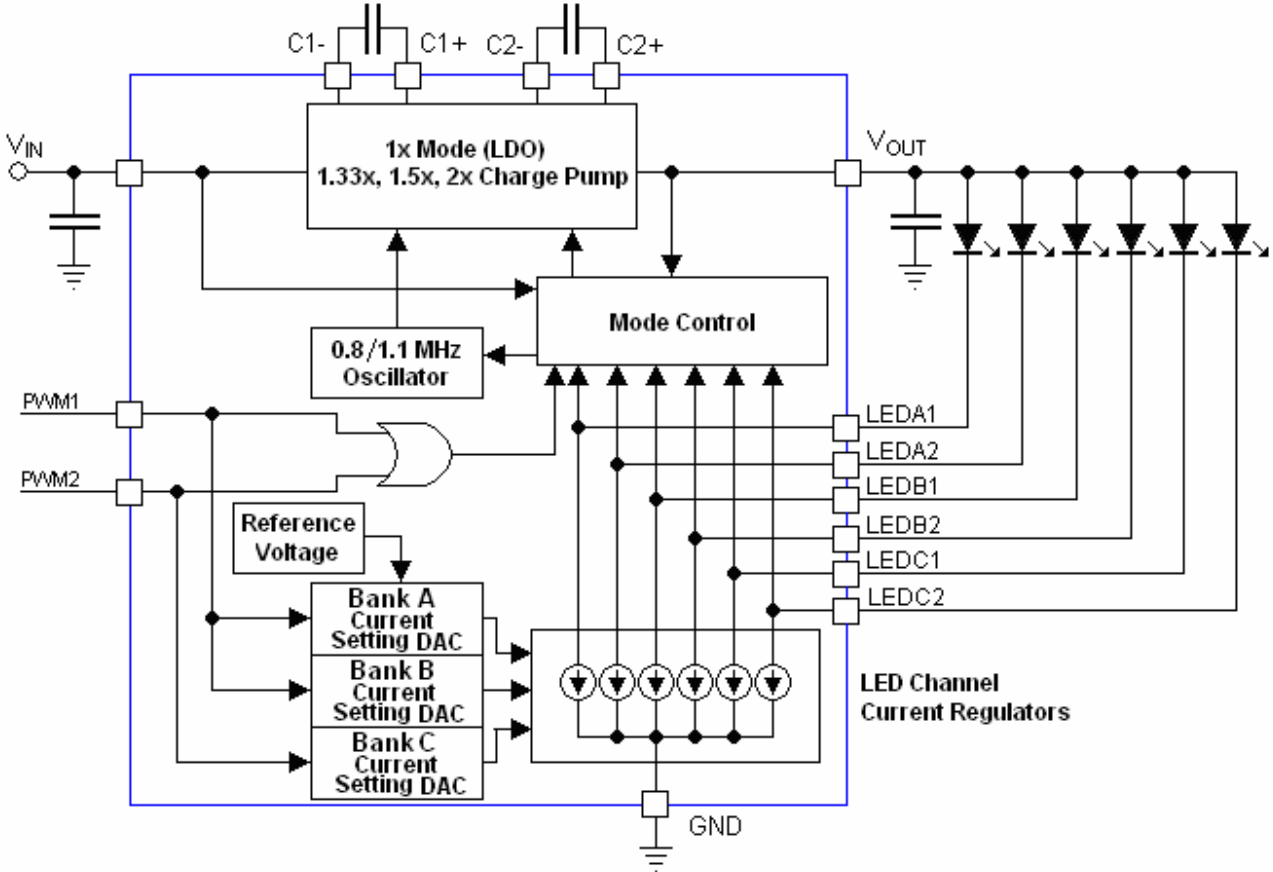 C1-
C1+
C2-
C2+
VIN
1x Mode (LDO)
1.33x, 1.5x, 2x Charge Pump
VOUT
Mode Control
0.8/1.1 MHz
Oscillator
PWM1
PWM2
LEDA1
LEDA2
LEDB1
LEDB2
LEDC1
LEDC2
Reference
Voltage
Bank A
Current
Setting DAC
Bank B
Current
Setting DAC
Bank C
Current
Setting DAC
LED Channel
Current Regulators
GND